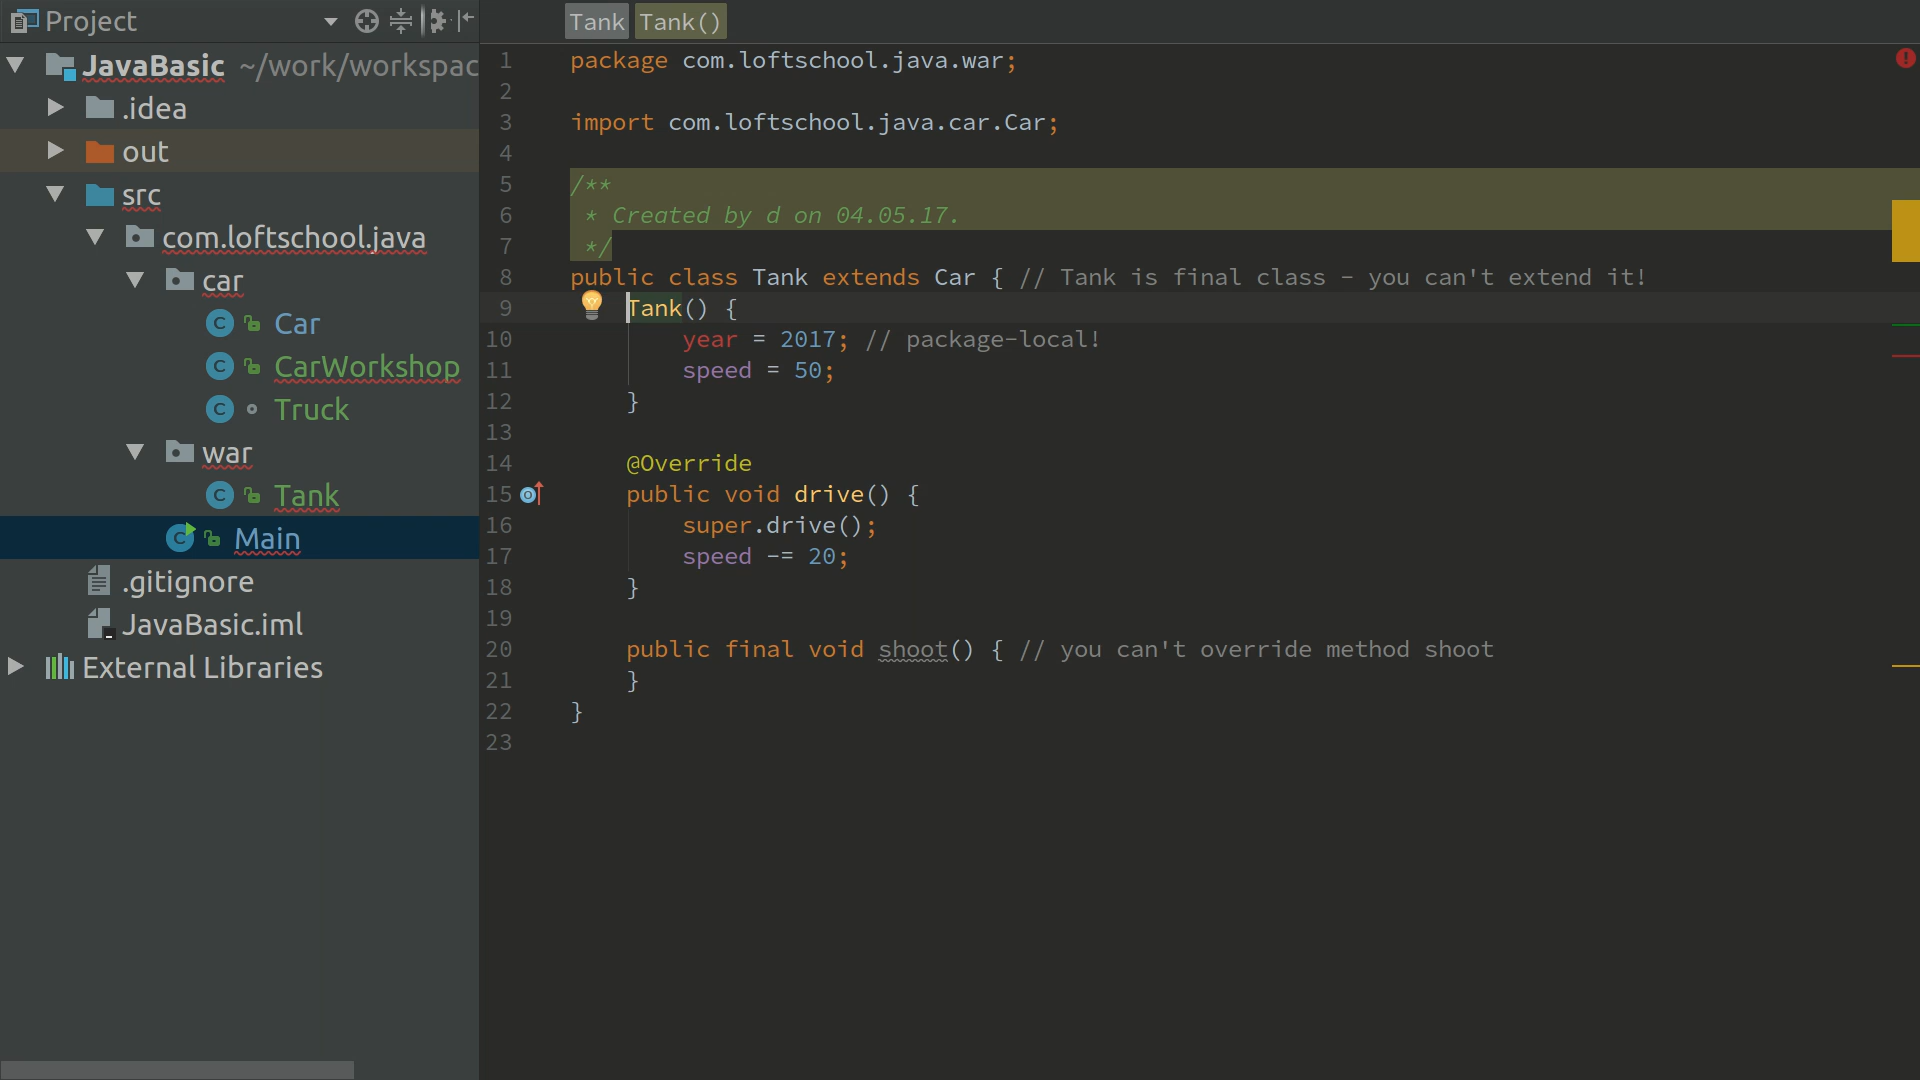 Project
JavaBasic ~/work/workspac
.idea
out
src
com.loftschool.java
car
Car
CarWorkshop
Truck
war
Tank
Main
.gitignore
JavaBasic.iml
External Libraries
Tank Tank()
1 package com.loftschool.java.war;
2
3 import com.loftschool.java.car.Car;
4
5 /**
6 * Created by d on 04.05.17.
7 */
8 public class Tank extends Car { // Tank is final class - you can't extend it!
9 Tank() {
10 year = 2017; // package-local!
11 speed = 50;
12 }
13
14 @Override
15 public void drive() {
16 super.drive();
17 speed -= 20;
18 }
19
20 public final void shoot() { // you can't override method shoot
21 }
22 }
23